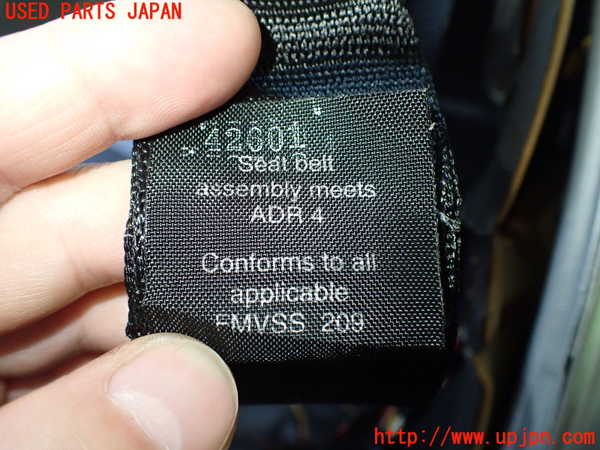 USED PARTS JAPAN
42601
Seat belt
assembly meets
ADR 4
Conforms to all
applicable
FMVSS 209
http://www.upjpn.com